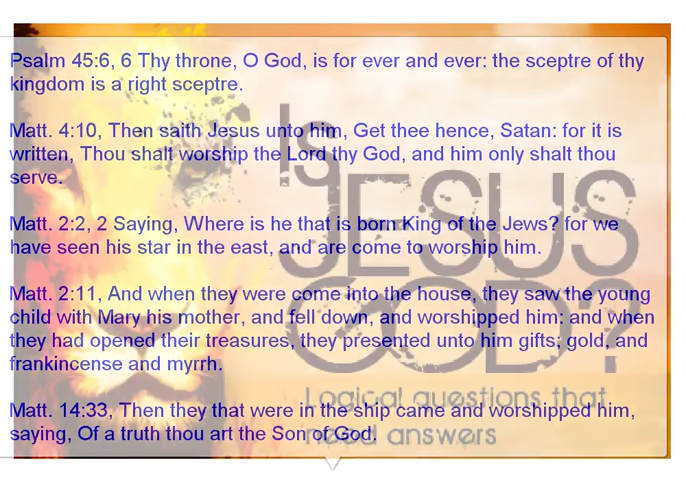 Psalm 45:6, 6 Thy throne, O God, is for ever and ever: the sceptre of thy
kingdom is a right sceptre.
Matt. 4:10, Then saith Jesus unto him, Get thee hence, Satan: for it is
written, Thou shalt worship the Lord thy God, and him only shalt thou
serve.
Matt. 2:2, 2 Saying, Where is he that is born King of the Jews? for we
have seen his star in the east, and are come to worship him.
Matt. 2:11, And when they were come into the house, they saw the young
child with Mary his mother, and fell down, and worshipped him: and when
they had opened their treasures, they presented unto him gifts; gold, and
frankincense and myrrh.
Matt. 14:33, Then they that were in the ship came and worshipped him,
saying, Of a truth thou art the Son of God.
Is
JESUS
GOD?
Logical questions that
need answers